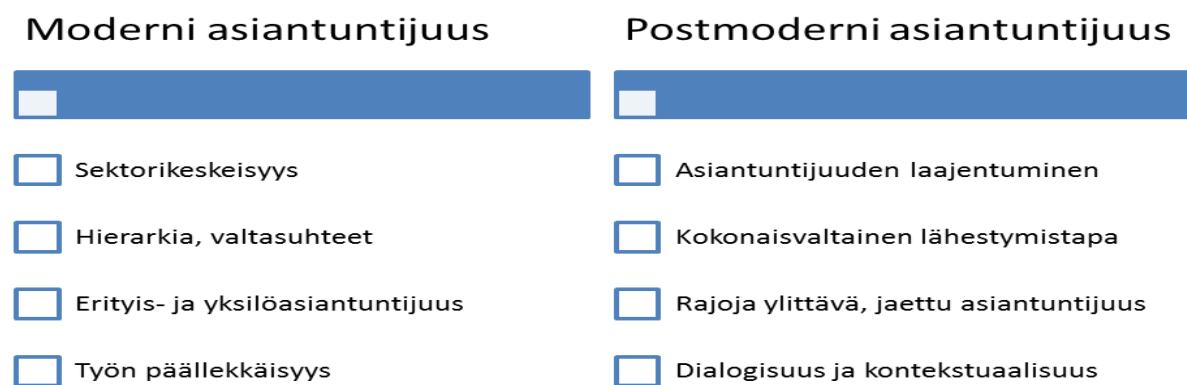 Moderni asiantuntijuus
Sektorikeskeisyys
Hierarkia, valtasuhteet
Erityis- ja yksilöasiantuntijuus
Työn päällekkäisyys
Postmoderni asiantuntijuus
Asiantuntijuuden laajentuminen
Kokonaisvaltainen lähestymistapa
Rajoja ylittävä, jaettu asiantuntijuus
Dialogisuus ja kontekstuaalisuus